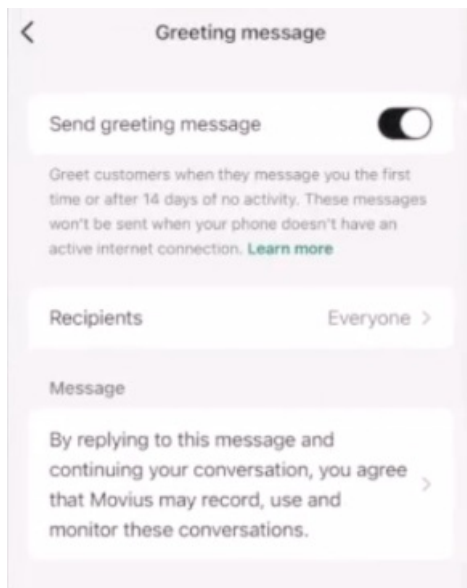 Greeting message
Send greeting message
Greet customers when they message you the first
time or after 14 days of no activity. These messages
won't be sent when your phone doesn't have an
active internet connection. Learn more
Recipients
Everyone
Message
By replying to this message and
continuing your conversation, you agree
that Movius may record, use and
monitor these conversations.